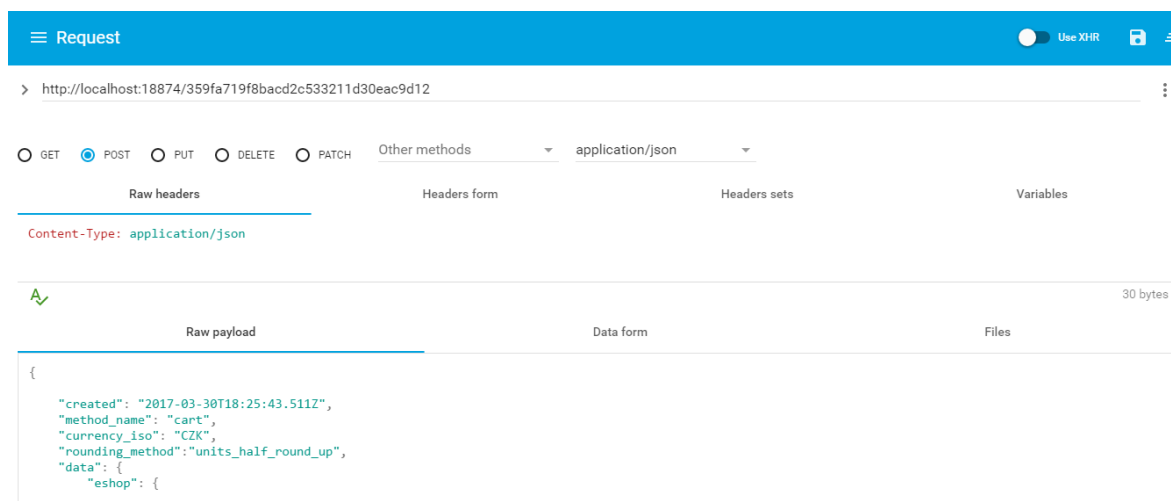 Request
Use XHR
http://localhost:18874/359fa719f8bacd2c533211d30eac9d12
GET POST PUT DELETE PATCH Other methods application/json
Raw headers Headers form Headers sets Variables
Content-Type: application/json
30 bytes
Raw payload Data form Files
{
"created": "2017-03-30T18:25:43.511Z",
"method_name": "cart",
"currency_iso": "CZK",
"rounding_method":"units_half_round_up",
"data": {
"eshop": {